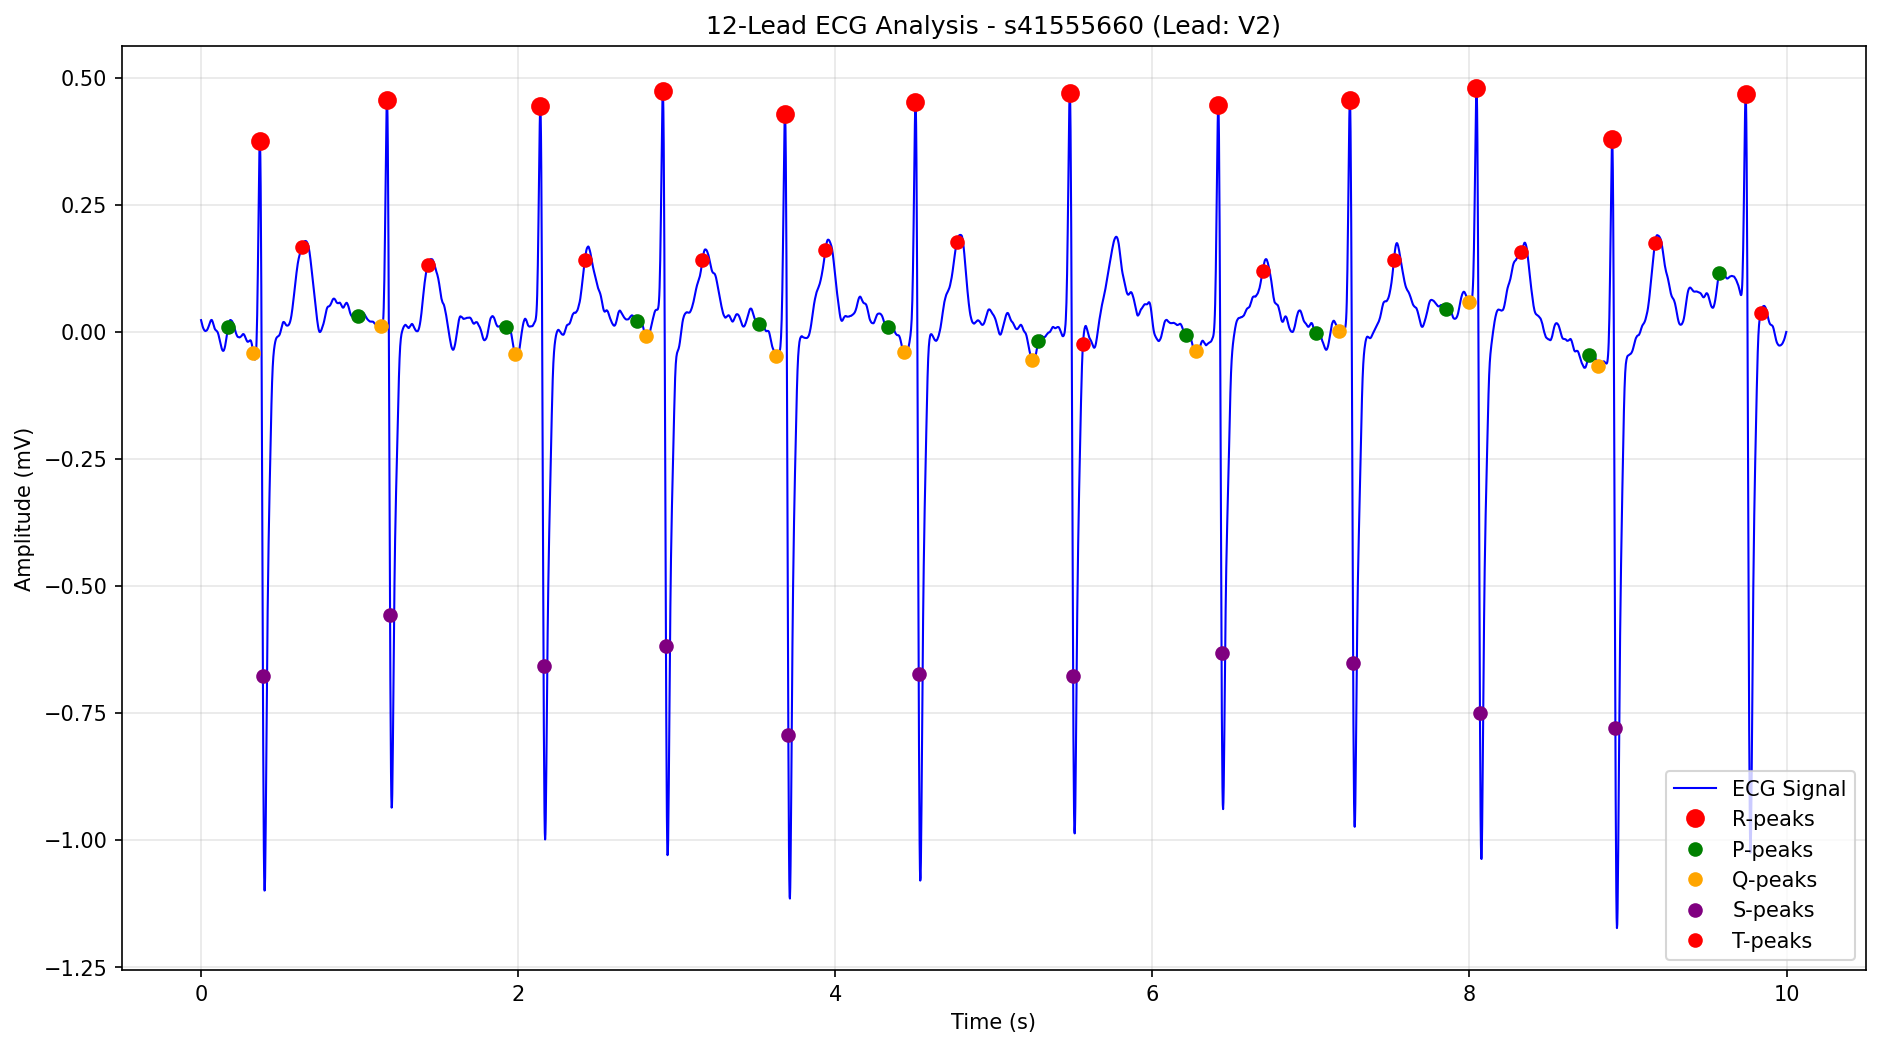 12-Lead ECG Analysis - s41555660 (Lead: V2)
0.50
0.25
0.00
−0.25
−0.50
−0.75
−1.00
−1.25
Amplitude (mV)
ECG Signal
R-peaks
P-peaks
Q-peaks
S-peaks
T-peaks
0 2 4 6 8 10
Time (s)